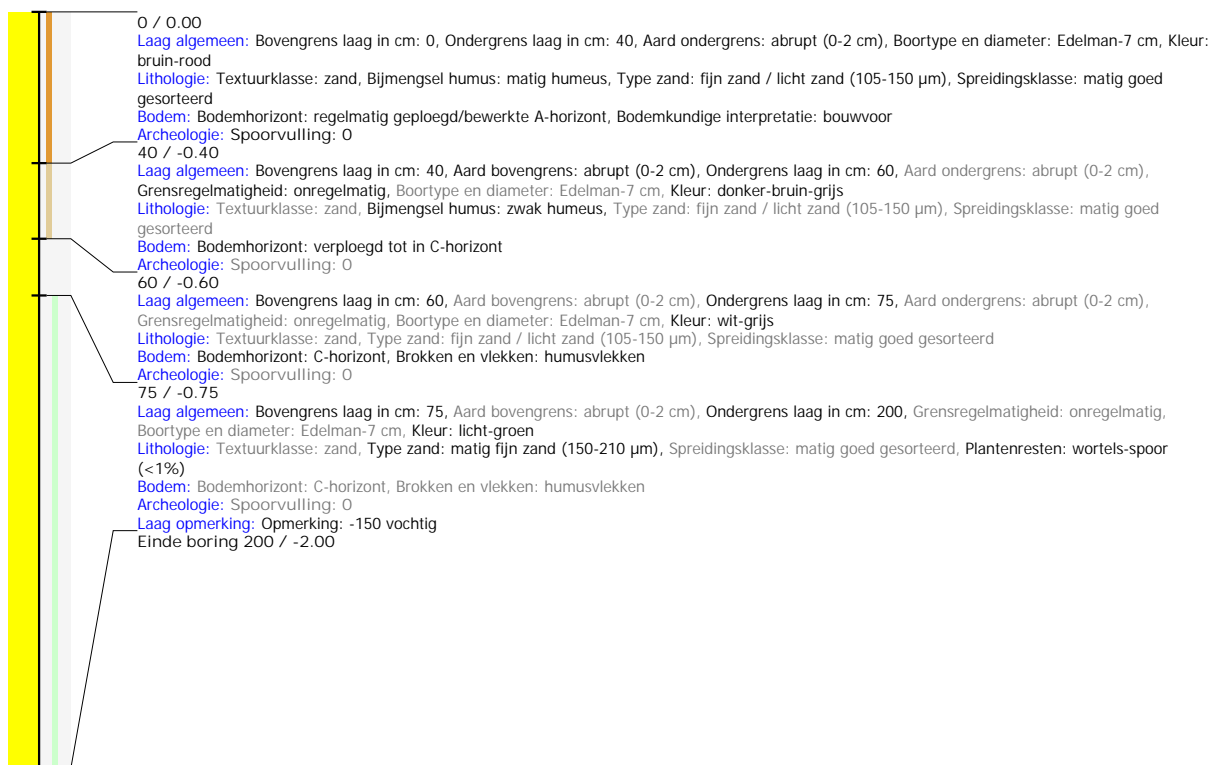 0 / 0.00
Laag algemeen: Bovengrens laag in cm: 0, Ondergrens laag in cm: 40, Aard ondergrens: abrupt (0-2 cm), Boortype en diameter: Edelman-7 cm, Kleur:
bruin-rood
Lithologie: Textuurklasse: zand, Bijmengsel humus: matig humeus, Type zand: fijn zand / licht zand (105-150 µm), Spreidingsklasse: matig goed
gesorteerd
Bodem: Bodemhorizont: regelmatig geploegd/bewerkte A-horizont, Bodemkundige interpretatie: bouwvoor
Archeologie: Spoorvulling: 0
40 / -0.40
Laag algemeen: Bovengrens laag in cm: 40, Aard bovengrens: abrupt (0-2 cm), Ondergrens laag in cm: 60, Aard ondergrens: abrupt (0-2 cm),
Grensregelmatigheid: onregelmatig, Boortype en diameter: Edelman-7 cm, Kleur: donker-bruin-grijs
Lithologie: Textuurklasse: zand, Bijmengsel humus: zwak humeus, Type zand: fijn zand / licht zand (105-150 µm), Spreidingsklasse: matig goed
gesorteerd
Bodem: Bodemhorizont: verploegd tot in C-horizont
Archeologie: Spoorvulling: 0
60 / -0.60
Laag algemeen: Bovengrens laag in cm: 60, Aard bovengrens: abrupt (0-2 cm), Ondergrens laag in cm: 75, Aard ondergrens: abrupt (0-2 cm),
Grensregelmatigheid: onregelmatig, Boortype en diameter: Edelman-7 cm, Kleur: wit-grijs
Lithologie: Textuurklasse: zand, Type zand: fijn zand / licht zand (105-150 µm), Spreidingsklasse: matig goed gesorteerd
Bodem: Bodemhorizont: C-horizont, Brokken en vlekken: humusvlekken
Archeologie: Spoorvulling: 0
75 / -0.75
Laag algemeen: Bovengrens laag in cm: 75, Aard bovengrens: abrupt (0-2 cm), Ondergrens laag in cm: 200, Grensregelmatigheid: onregelmatig,
Boortype en diameter: Edelman-7 cm, Kleur: licht-groen
Lithologie: Textuurklasse: zand, Type zand: matig fijn zand (150-210 µm), Spreidingsklasse: matig goed gesorteerd, Plantenresten: wortels-spoor
(<1%)
Bodem: Bodemhorizont: C-horizont, Brokken en vlekken: humusvlekken
Archeologie: Spoorvulling: 0
Laag opmerking: Opmerking: -150 vochtig
Einde boring 200 / -2.00